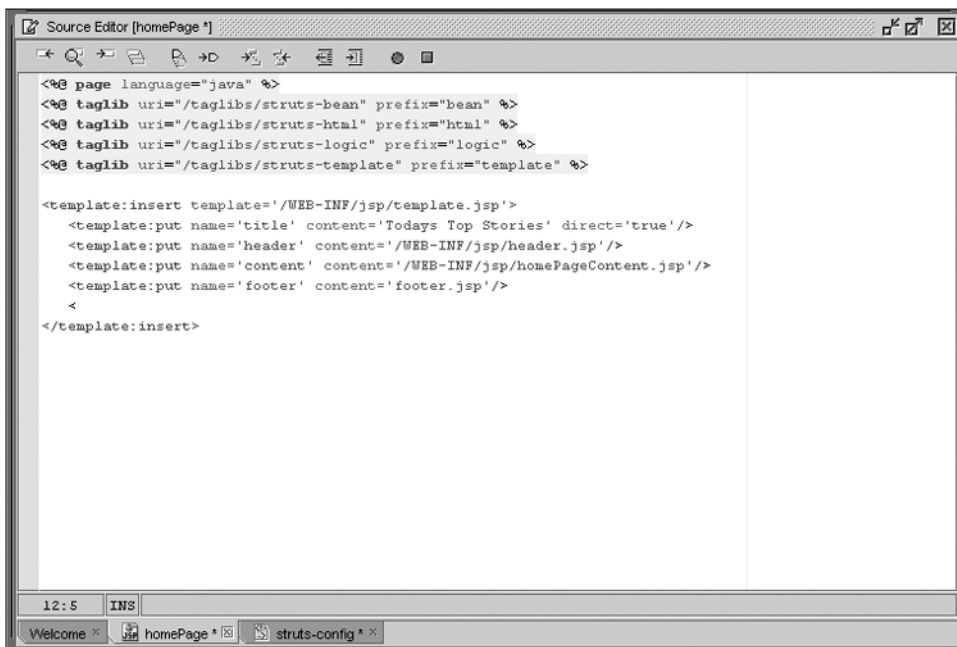 Source Editor [homePage *]
<%@ page language="java" %>
<%@ taglib uri="/taglibs/struts-bean" prefix="bean" %>
<%@ taglib uri="/taglibs/struts-html" prefix="html" %>
<%@ taglib uri="/taglibs/struts-logic" prefix="logic" %>
<%@ taglib uri="/taglibs/struts-template" prefix="template" %>
<template:insert template='/WEB-INF/jsp/template.jsp'>
<template:put name='title' content='Todays Top Stories' direct='true'/>
<template:put name='header' content='/WEB-INF/jsp/header.jsp'/>
<template:put name='content' content='/WEB-INF/jsp/homePageContent.jsp'/>
<template:put name='footer' content='footer.jsp'/>
<
</template:insert>
12:5 INS
Welcome homePage * struts-config *